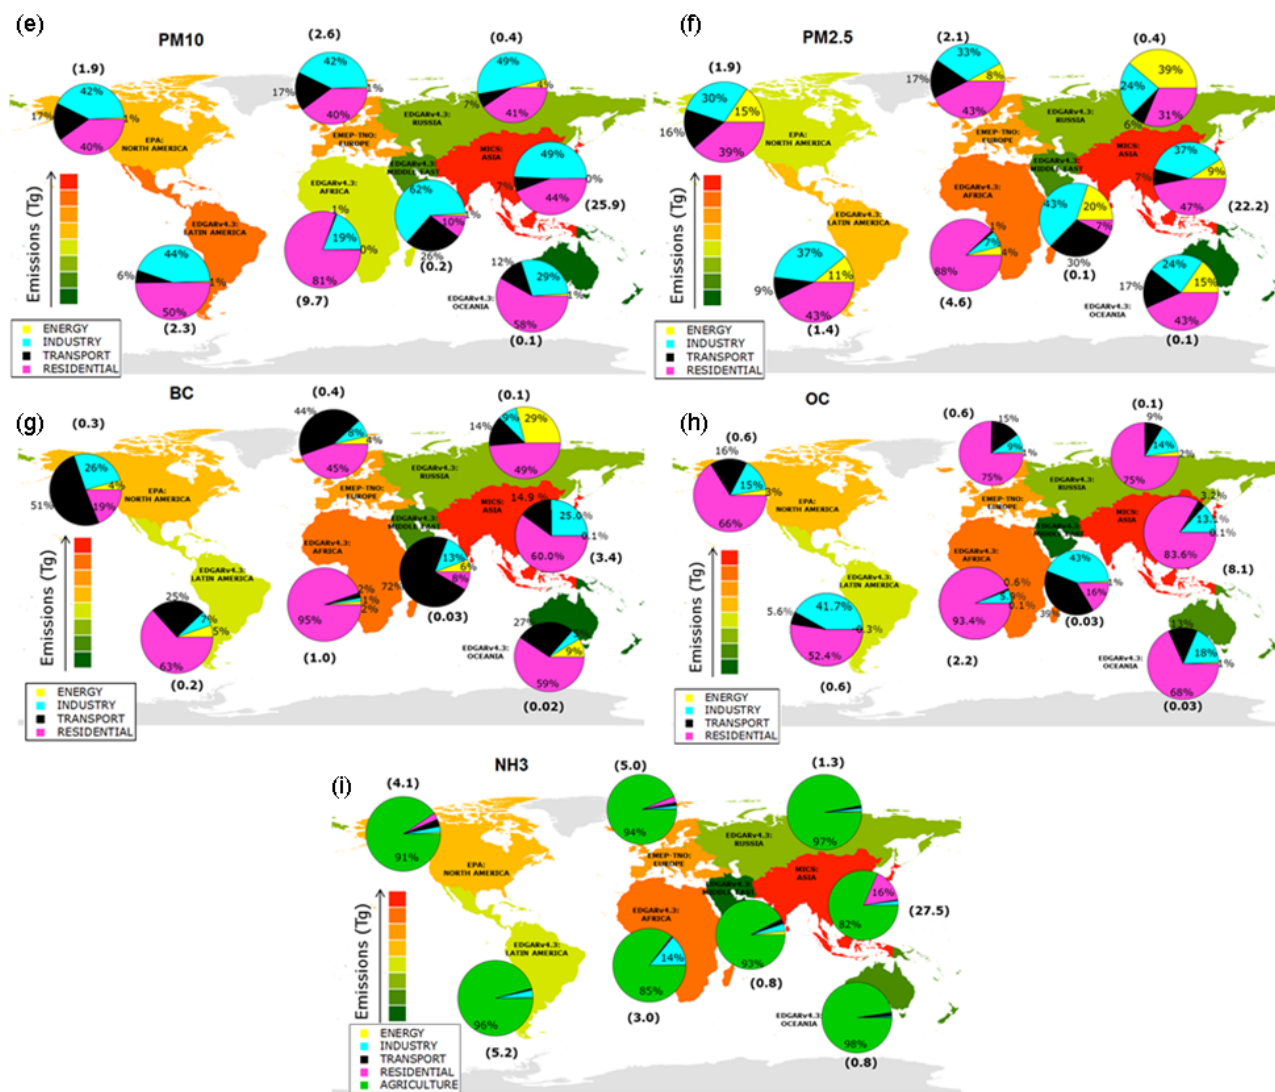 (e)
PM10
(1.9)
42%
1%
17%
40%
EPA:
NORTH AMERICA
(2.6)
42%
1%
17%
40%
EMEP-TNO:
EUROPE
(0.4)
49%
4%
7%
41%
EDGARv4.3:
RUSSIA
MICS:
ASIA
49%
0%
7%
44%
(25.9)
EDGARv4.3:
MIDDLE EAST
62%
1%
10%
26%
(0.2)
EDGARv4.3:
AFRICA
1%
19%
0%
81%
(9.7)
EDGARv4.3:
LATIN AMERICA
44%
6%
1%
50%
(2.3)
12%
29%
1%
58%
EDGARv4.3:
OCEANIA
(0.1)
Emissions (Tg)
ENERGY
INDUSTRY
TRANSPORT
RESIDENTIAL
(f)
PM2.5
(1.9)
30%
15%
16%
39%
EPA:
NORTH AMERICA
(2.1)
33%
8%
17%
43%
EMEP-TNO:
EUROPE
(0.4)
39%
24%
6%
31%
EDGARv4.3:
RUSSIA
MICS:
ASIA
37%
9%
7%
47%
(22.2)
EDGARv4.3:
MIDDLE EAST
43%
20%
7%
30%
(0.1)
EDGARv4.3:
AFRICA
1%
7%
4%
88%
(4.6)
EDGARv4.3:
LATIN AMERICA
37%
11%
9%
43%
(1.4)
24%
15%
17%
43%
EDGARv4.3:
OCEANIA
(0.1)
Emissions (Tg)
ENERGY
INDUSTRY
TRANSPORT
RESIDENTIAL
(g)
BC
(0.3)
26%
4%
51%
19%
EPA:
NORTH AMERICA
(0.4)
44%
8%
4%
45%
EMEP-TNO:
EUROPE
(0.1)
9%
29%
14%
49%
EDGARv4.3:
RUSSIA
MICS:
ASIA
14.9 %
25.0%
0.1%
60.0%
(3.4)
EDGARv4.3:
MIDDLE EAST
13%
6%
8%
72%
(0.03)
EDGARv4.3:
AFRICA
2%
1%
2%
95%
(1.0)
EDGARv4.3:
LATIN AMERICA
25%
7%
5%
63%
(0.2)
27%
9%
59%
EDGARv4.3:
OCEANIA
(0.02)
Emissions (Tg)
ENERGY
INDUSTRY
TRANSPORT
RESIDENTIAL
(h)
OC
(0.6)
16%
15%
3%
66%
EPA:
NORTH AMERICA
(0.6)
15%
9%
1%
75%
EMEP-TNO:
EUROPE
(0.1)
9%
14%
2%
75%
EDGARv4.3:
RUSSIA
MICS:
ASIA
3.2%
13.1%
0.1%
83.6%
(8.1)
EDGARv4.3:
MIDDLE EAST
43%
1%
16%
39%
(0.03)
EDGARv4.3:
AFRICA
0.6%
5.9%
0.1%
93.4%
(2.2)
EDGARv4.3:
LATIN AMERICA
41.7%
5.6%
0.3%
52.4%
(0.6)
13%
18%
1%
68%
EDGARv4.3:
OCEANIA
(0.03)
Emissions (Tg)
ENERGY
INDUSTRY
TRANSPORT
RESIDENTIAL
(i)
NH3
(4.1)
91%
EPA:
NORTH AMERICA
(5.0)
94%
EMEP-TNO:
EUROPE
(1.3)
97%
EDGARv4.3:
RUSSIA
MICS:
ASIA
16%
82%
(27.5)
EDGARv4.3:
MIDDLE EAST
93%
(0.8)
EDGARv4.3:
AFRICA
14%
85%
(3.0)
EDGARv4.3:
LATIN AMERICA
96%
(5.2)
98%
EDGARv4.3:
OCEANIA
(0.8)
Emissions (Tg)
ENERGY
INDUSTRY
TRANSPORT
RESIDENTIAL
AGRICULTURE